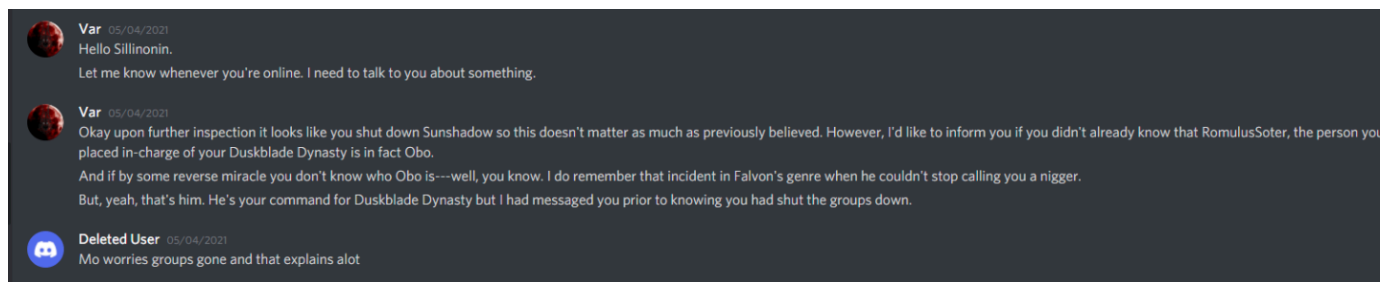 Var 05/04/2021
Hello Sillinonin.
Let me know whenever you're online. I need to talk to you about something.
Var 05/04/2021
Okay upon further inspection it looks like you shut down Sunshadow so this doesn't matter as much as previously believed. However, I'd like to inform you if you didn't already know that RomulusSoter, the person you
placed in-charge of your Duskblade Dynasty is in fact Obo.
And if by some reverse miracle you don't know who Obo is---well, you know. I do remember that incident in Falvon's genre when he couldn't stop calling you a nigger.
But, yeah, that's him. He's your command for Duskblade Dynasty but I had messaged you prior to knowing you had shut the groups down.
Deleted User 05/04/2021
Mo worries groups gone and that explains alot